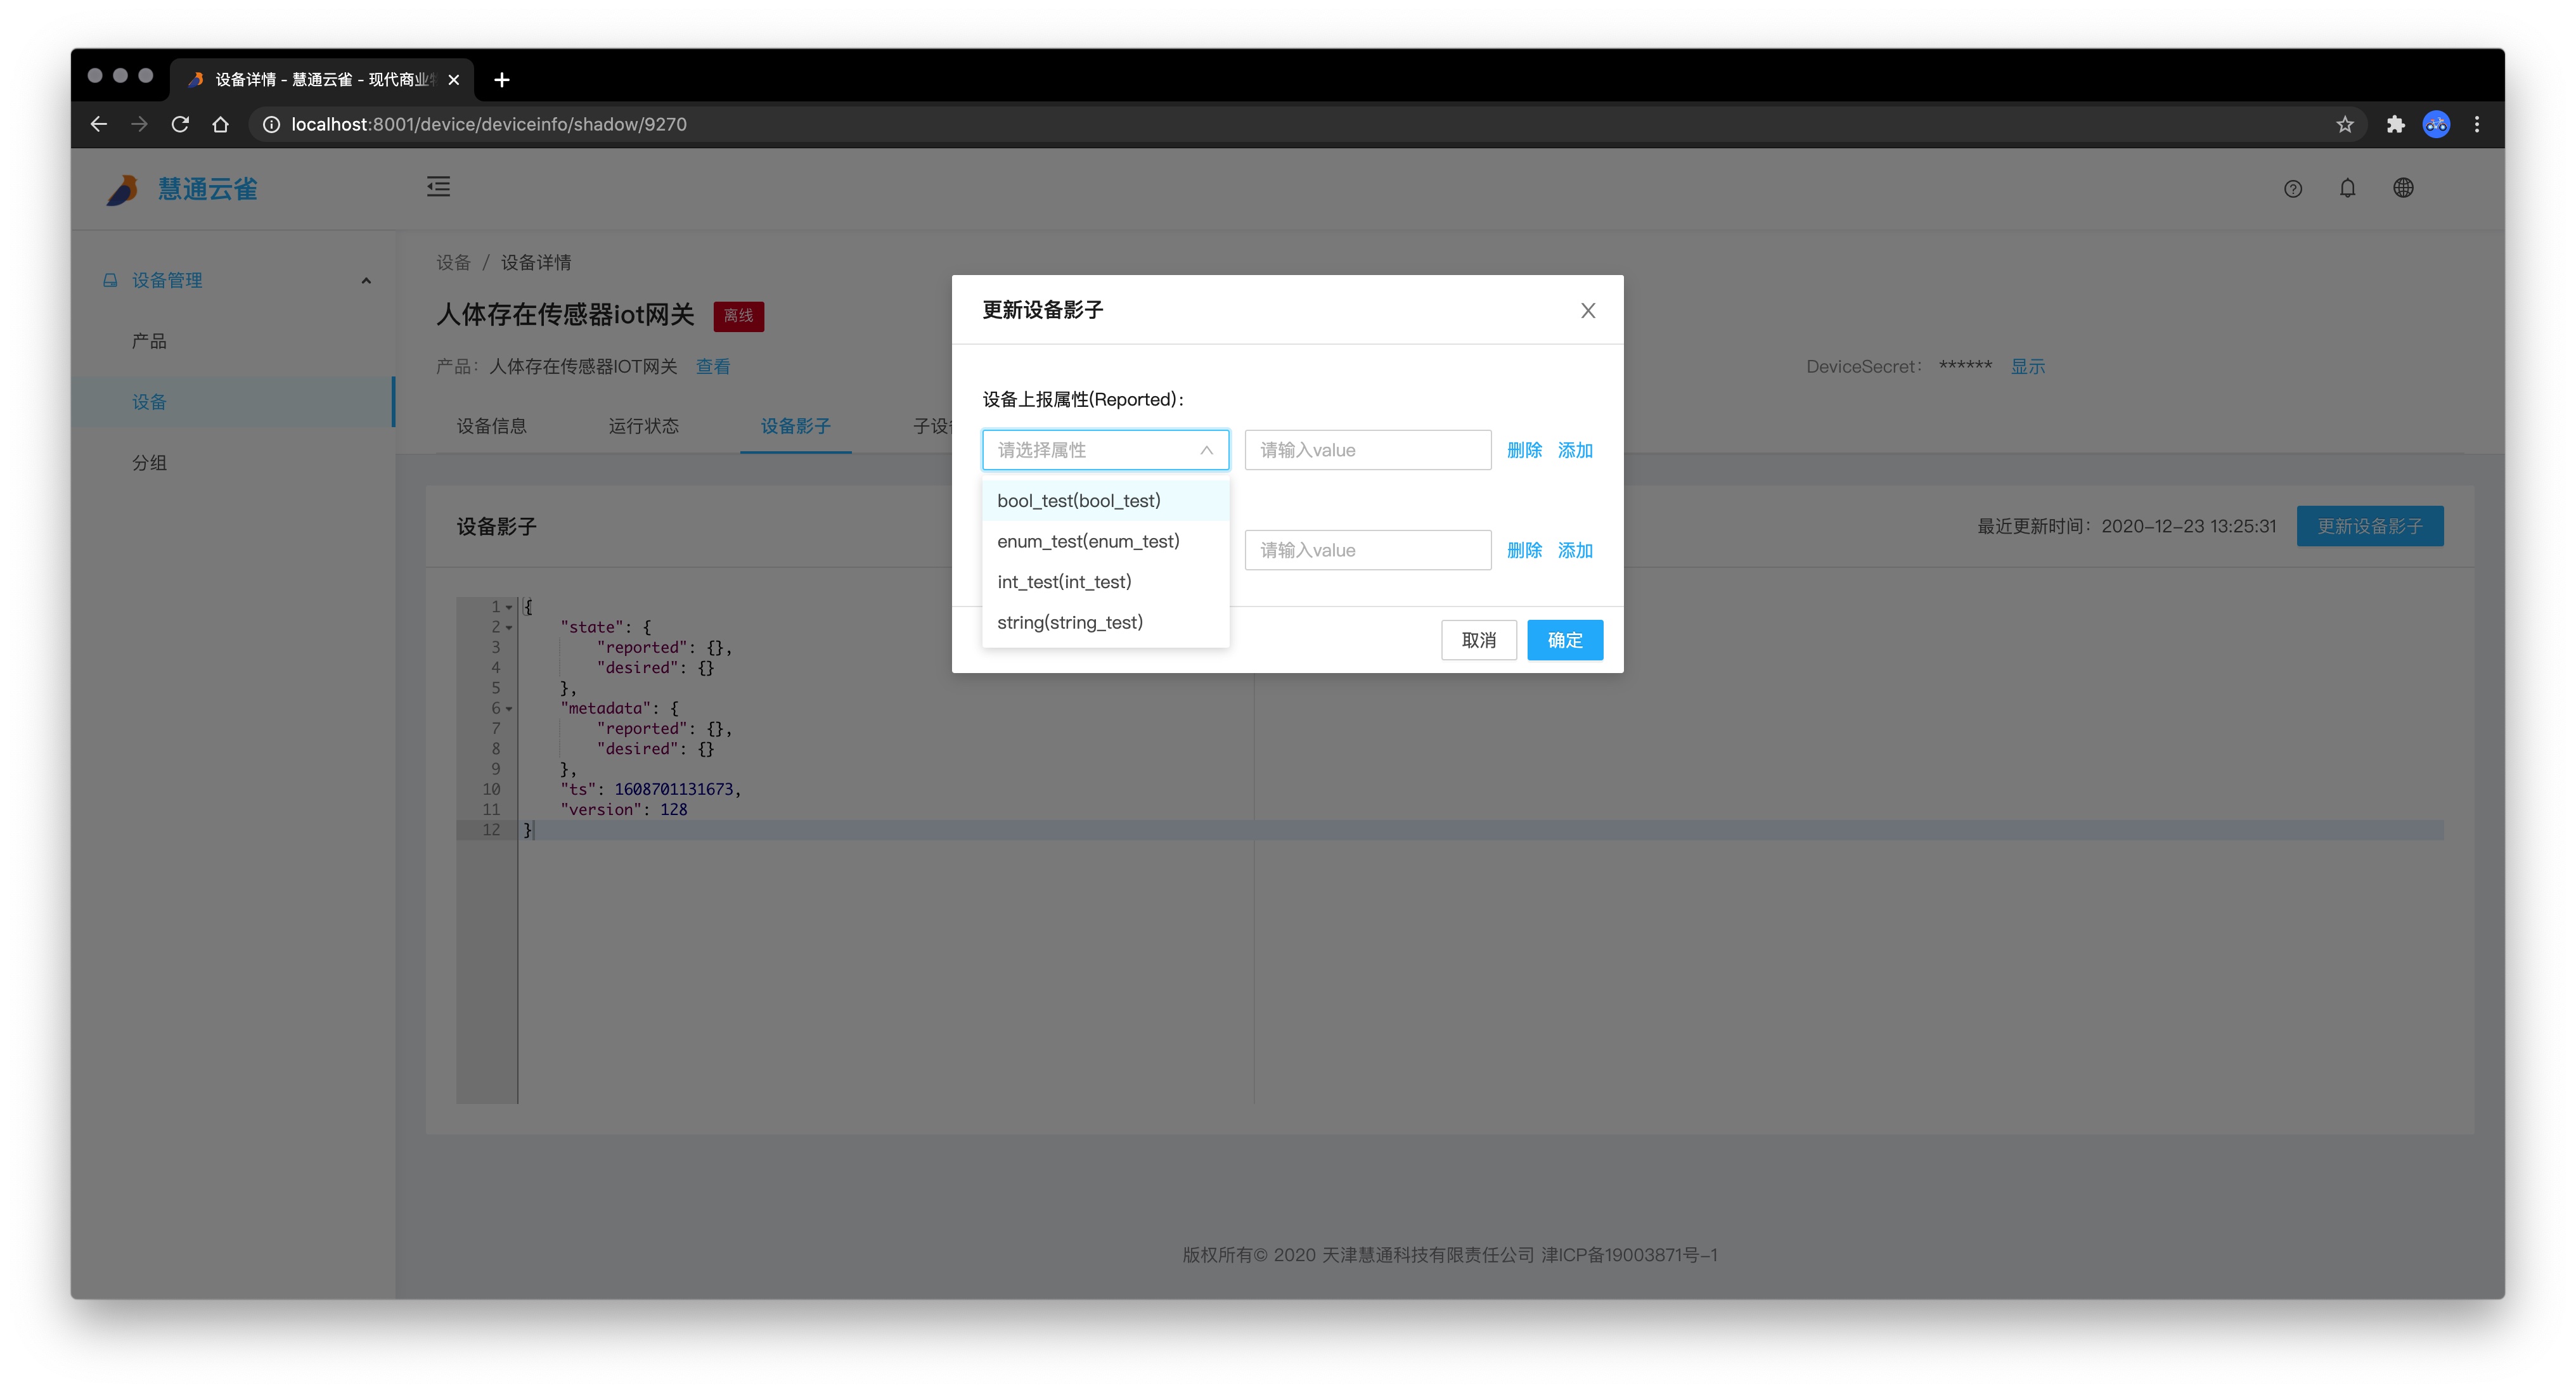 设备详情 - 慧通云雀 - 现代商业
localhost:8001/device/deviceinfo/shadow/9270
慧通云雀
设备管理
产品
设备
分组
设备 / 设备详情
人体存在传感器iot网关 离线
产品: 人体存在传感器IOT网关 查看
DeviceSecret: ****** 显示
设备信息 运行状态 设备影子 子设
设备影子
最近更新时间: 2020-12-23 13:25:31 更新设备影子
1 {
2 "state": {
3 "reported": {},
4 "desired": {}
5 },
6 "metadata": {
7 "reported": {},
8 "desired": {}
9 },
10 "ts": 1608701131673,
11 "version": 128
12 }
更新设备影子
设备上报属性(Reported):
请选择属性 请输入value 删除 添加
bool_test(bool_test)
enum_test(enum_test)
int_test(int_test)
string(string_test)
请输入value 删除 添加
取消 确定
版权所有© 2020 天津慧通科技有限责任公司 津ICP备19003871号-1